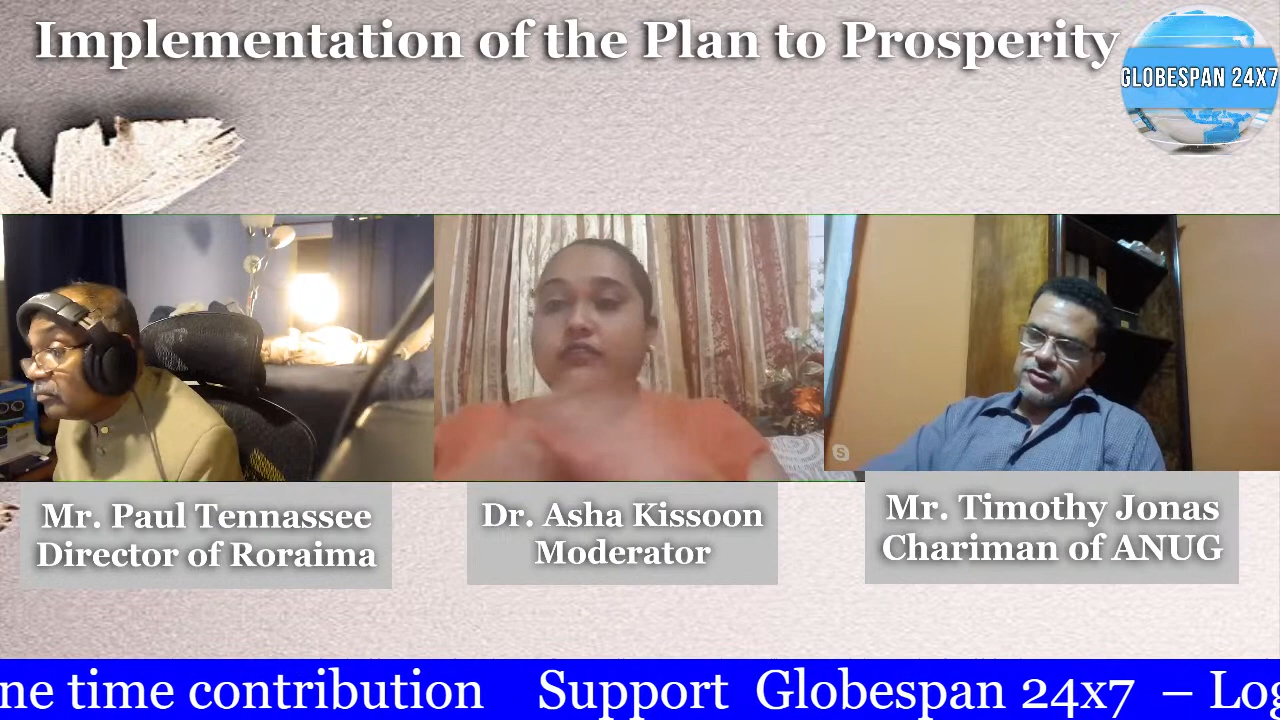 Implementation of the Plan to Prosperity
GLOBESPAN 24X7
Mr. Paul Tennassee
Director of Roraima
Dr. Asha Kissoon
Moderator
Mr. Timothy Jonas
Chariman of ANUG
ne time contribution Support Globespan 24x7 – Log